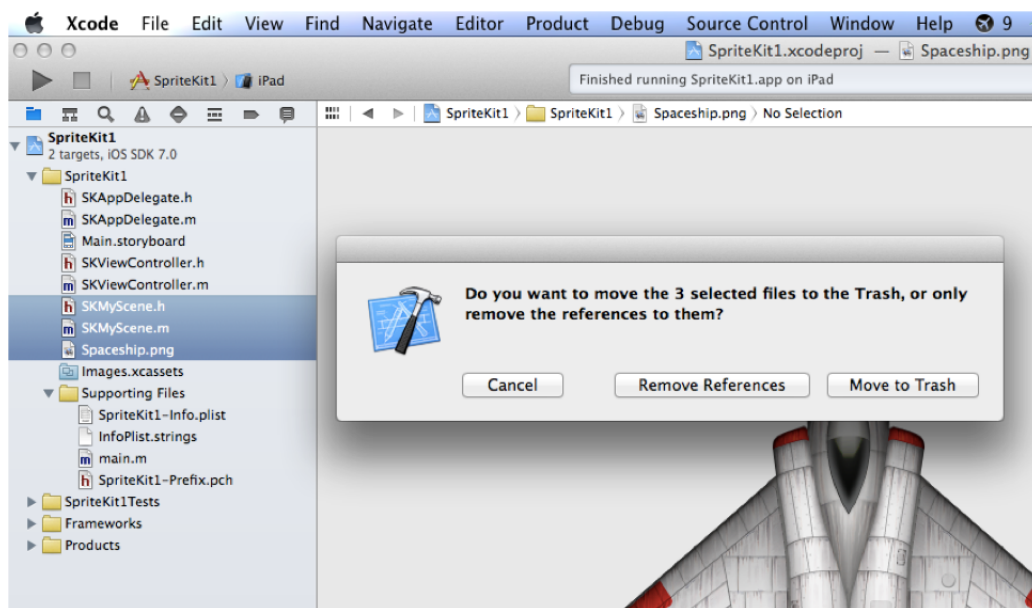 Xcode File Edit View Find Navigate Editor Product Debug Source Control Window Help 9
SpriteKit1.xcodeproj — Spaceship.png
SpriteKit1 iPad
Finished running SpriteKit1.app on iPad
SpriteKit1 SpriteKit1 Spaceship.png No Selection
SpriteKit1
2 targets, iOS SDK 7.0
SpriteKit1
h SKAppDelegate.h
m SKAppDelegate.m
Main.storyboard
h SKViewController.h
m SKViewController.m
h SKMyScene.h
m SKMyScene.m
Spaceship.png
Images.xcassets
Supporting Files
SpriteKit1-Info.plist
InfoPlist.strings
m main.m
h SpriteKit1-Prefix.pch
SpriteKit1Tests
Frameworks
Products
Do you want to move the 3 selected files to the Trash, or only
remove the references to them?
Cancel Remove References Move to Trash